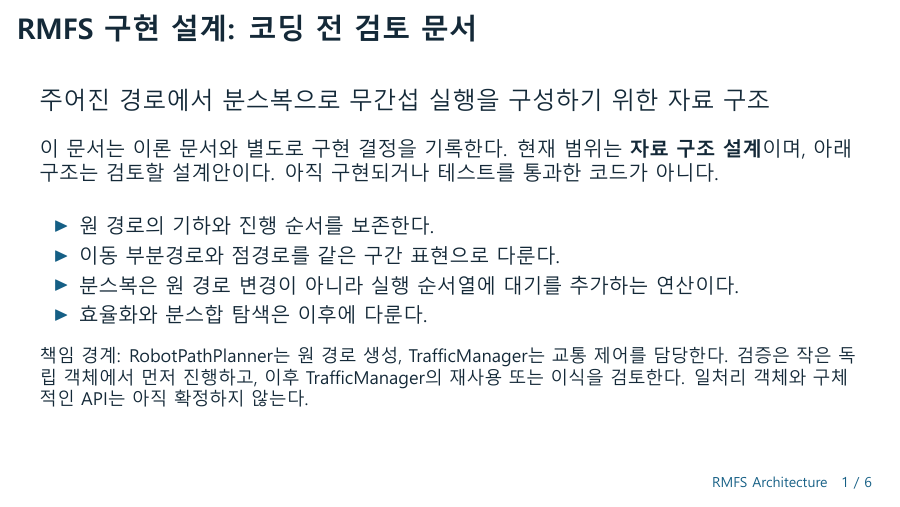 RMFS 구현 설계: 코딩 전 검토 문서
주어진 경로에서 분스복으로 무간섭 실행을 구성하기 위한 자료 구조
이 문서는 이론 문서와 별도로 구현 결정을 기록한다. 현재 범위는 자료 구조 설계이며, 아래
구조는 검토할 설계안이다. 아직 구현되거나 테스트를 통과한 코드가 아니다.
▶ 원 경로의 기하와 진행 순서를 보존한다.
▶ 이동 부분경로와 점경로를 같은 구간 표현으로 다룬다.
▶ 분스복은 원 경로 변경이 아니라 실행 순서열에 대기를 추가하는 연산이다.
▶ 효율화와 분스합 탐색은 이후에 다룬다.
책임 경계: RobotPathPlanner는 원 경로 생성, TrafficManager는 교통 제어를 담당한다. 검증은 작은 독
립 객체에서 먼저 진행하고, 이후 TrafficManager의 재사용 또는 이식을 검토한다. 일처리 객체와 구체
적인 API는 아직 확정하지 않는다.
RMFS Architecture 1 / 6